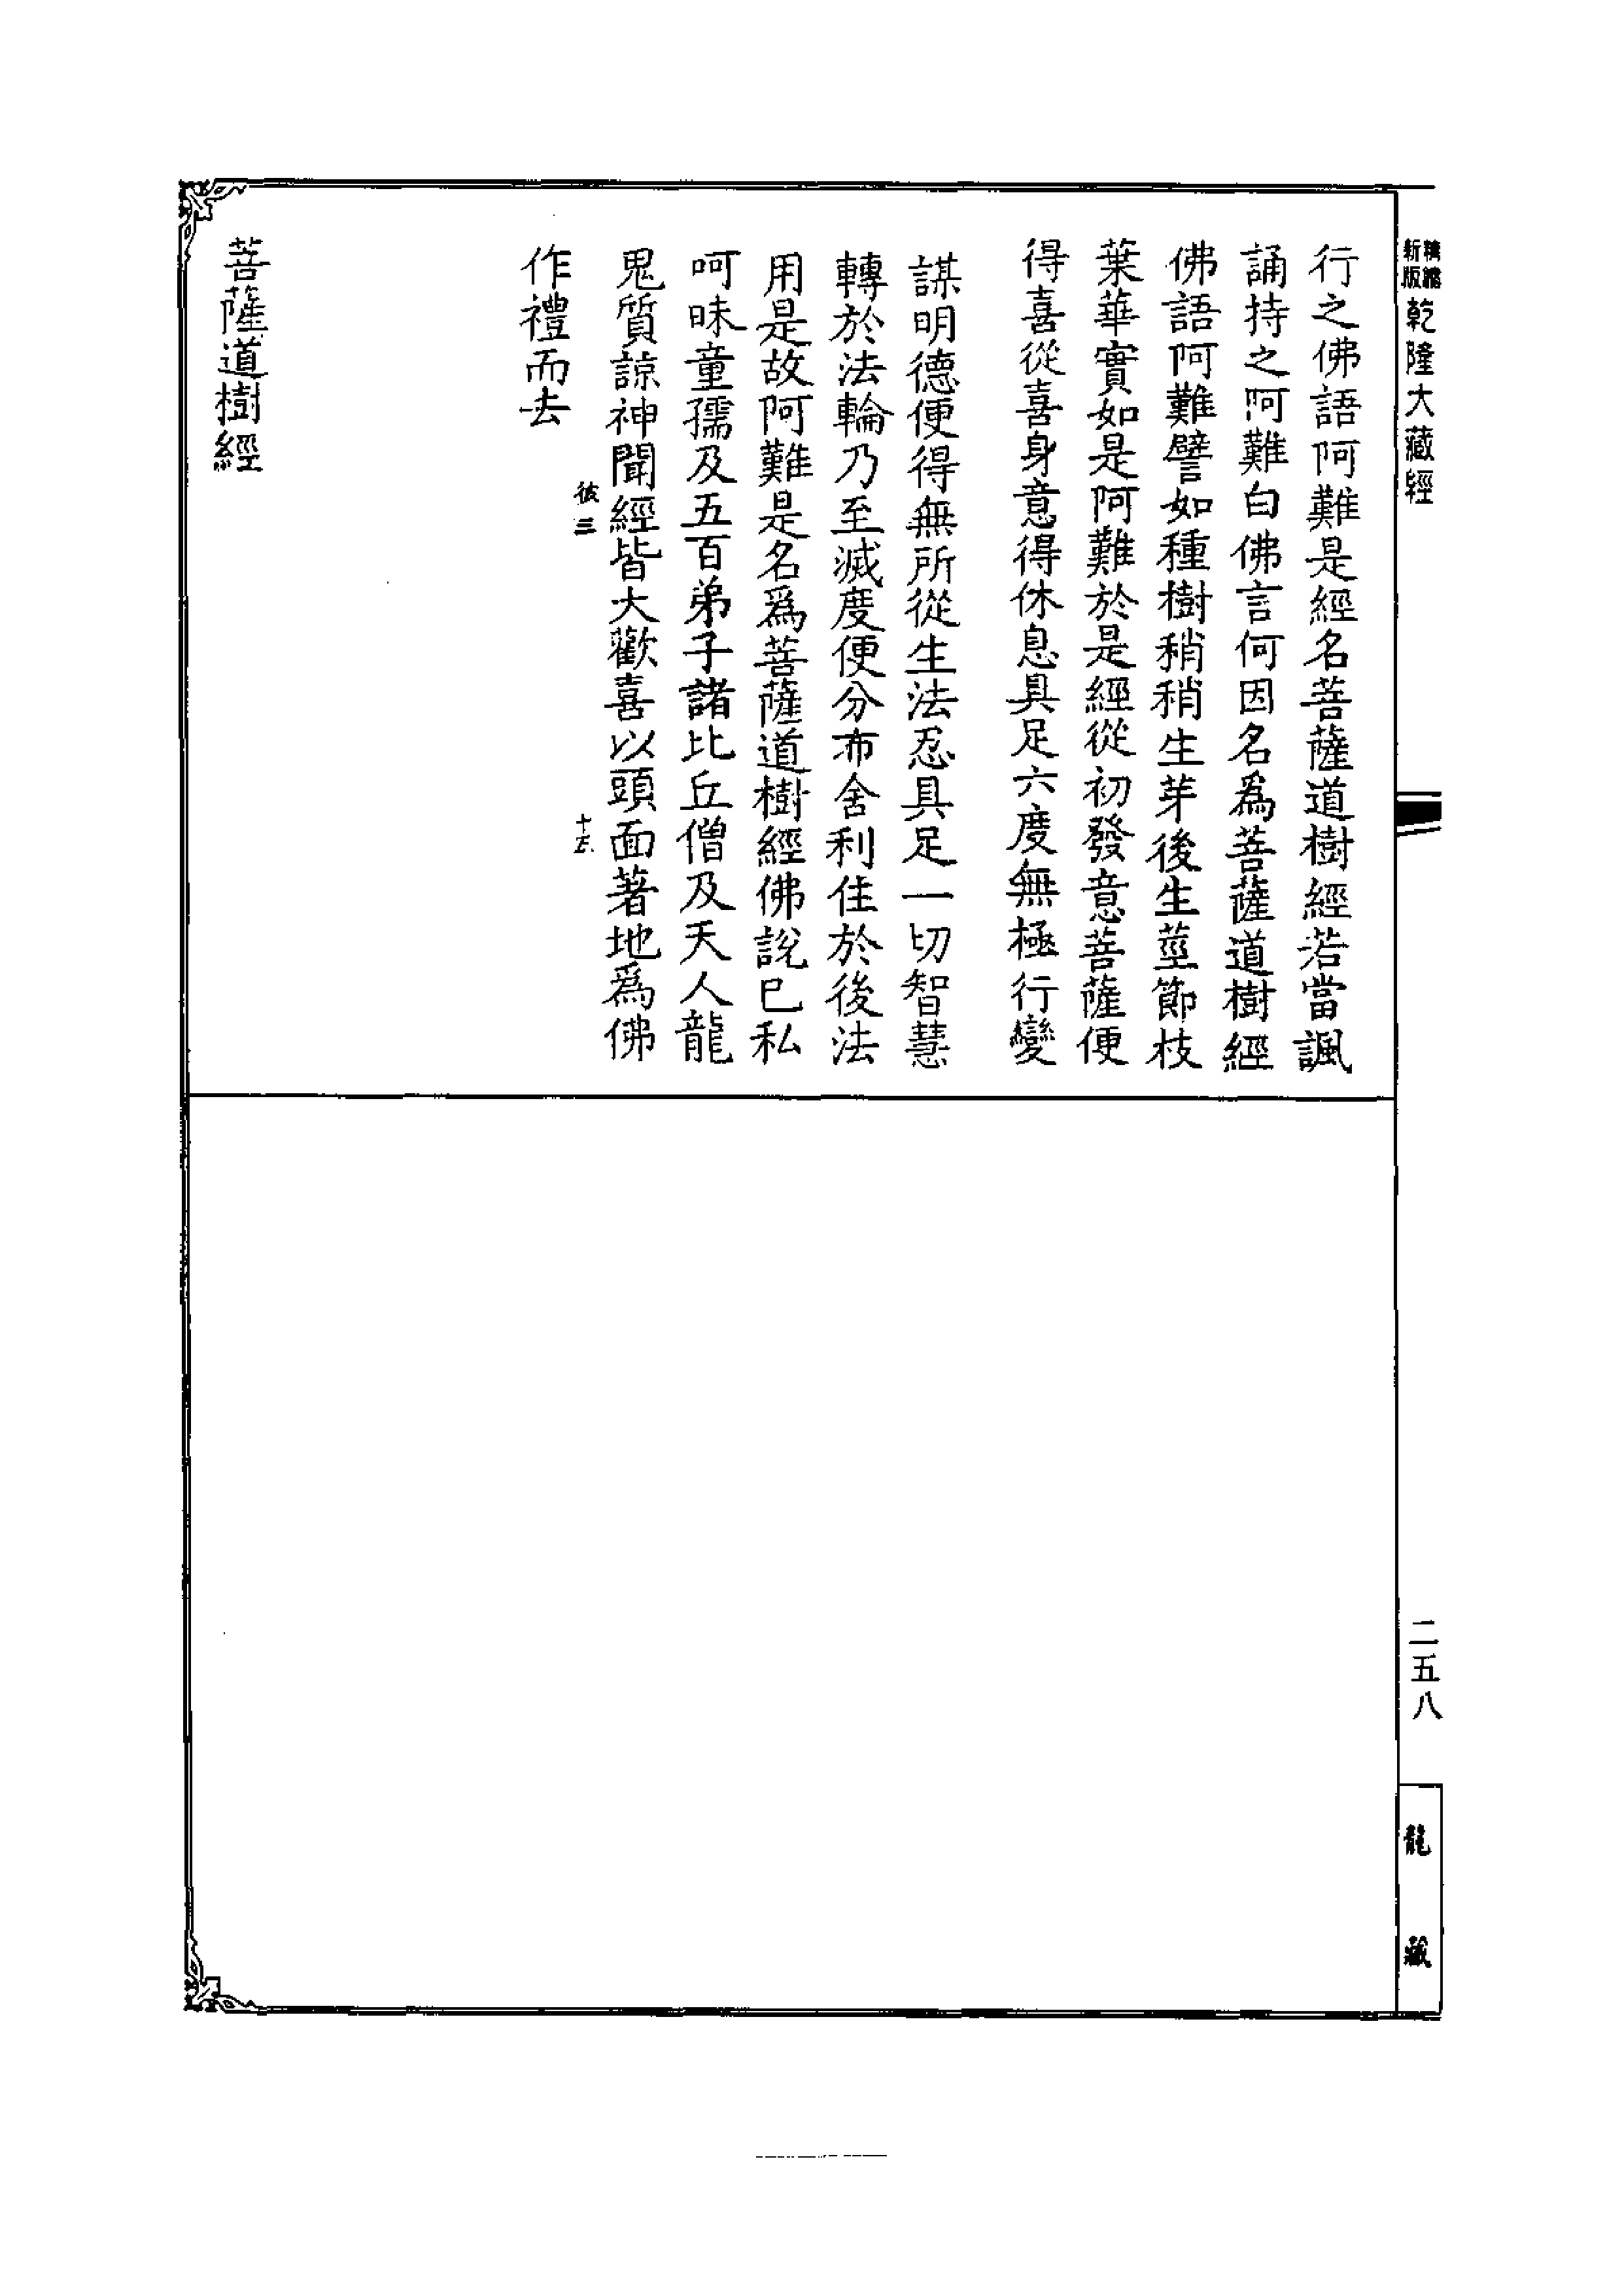 精縮新版乾隆大藏經
行之佛語阿難是經名菩薩道樹經若當諷
誦持之阿難白佛言何因名爲菩薩道樹經
佛語阿難譬如種樹稍稍生芽後生莖節枝
葉華實如是阿難於是經從初發意菩薩便
得喜從喜身意得休息具足六度無極行變
謀明德便得無所從生法忍具足一切智慧
轉於法輪乃至滅度便分布舍利住於後法
用是故阿難是名爲菩薩道樹經佛說已私
呵昧童孺及五百弟子諸比丘僧及天人龍
鬼質諒神聞經皆大歡喜以頭面著地爲佛
彼三
十五
作禮而去
菩薩道樹經
二五八
龍藏